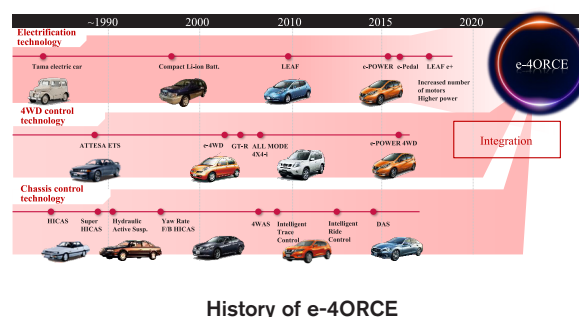 ~1990 2000 2010 2015 2020
Electrification
technology
Tama electric car
Compact Li-ion Batt.
LEAF
e-POWER
e-Pedal
LEAF e+
Increased number
of motors
Higher power
e-4ORCE
4WD control
technology
ATTESA ETS
e-4WD
GT-R
ALL MODE
4X4-i
e-POWER 4WD
Integration
Chassis control
technology
HICAS
Super
HICAS
Hydraulic
Active Susp.
Yaw Rate
F/B HICAS
4WAS
Intelligent
Trace
Control
Intelligent
Ride
Control
DAS
History of e-4ORCE